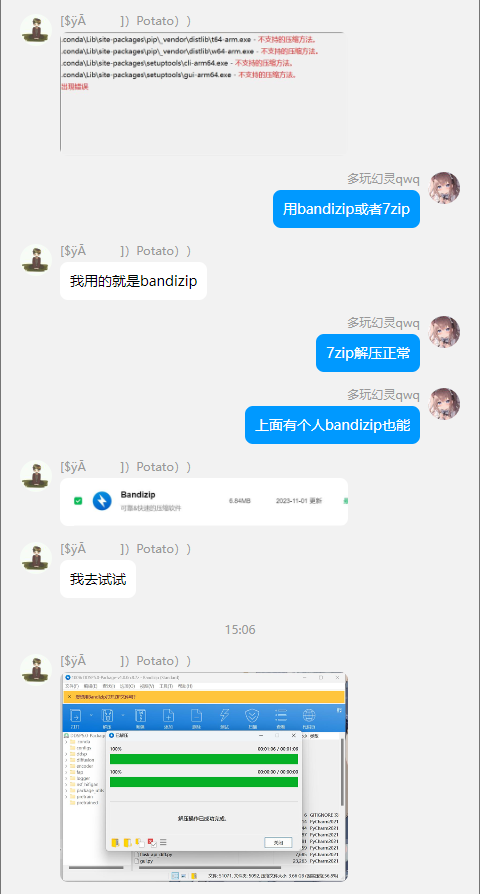 [$ÿÃ ]）Potato））
.conda\Lib\site-packages\pip\_vendor\distlib\t64-arm.exe - 不支持的压缩方法。
.conda\Lib\site-packages\pip\_vendor\distlib\w64-arm.exe - 不支持的压缩方法。
.conda\Lib\site-packages\setuptools\cli-arm64.exe - 不支持的压缩方法。
.conda\Lib\site-packages\setuptools\gui-arm64.exe - 不支持的压缩方法。
出现错误
多玩幻灵qwq
用bandizip或者7zip
[$ÿÃ ]）Potato））
我用的就是bandizip
多玩幻灵qwq
7zip解压正常
多玩幻灵qwq
上面有个人bandizip也能
[$ÿÃ ]）Potato））
Bandizip
6.84MB
2023-11-01 更新
可靠&快速的压缩软件
[$ÿÃ ]）Potato））
我去试试
15:06
[$ÿÃ ]）Potato））
100%
00:01:06 / 00:01:06
100%
00:00:00 / 00:00:00
解压操作已成功完成。
关闭